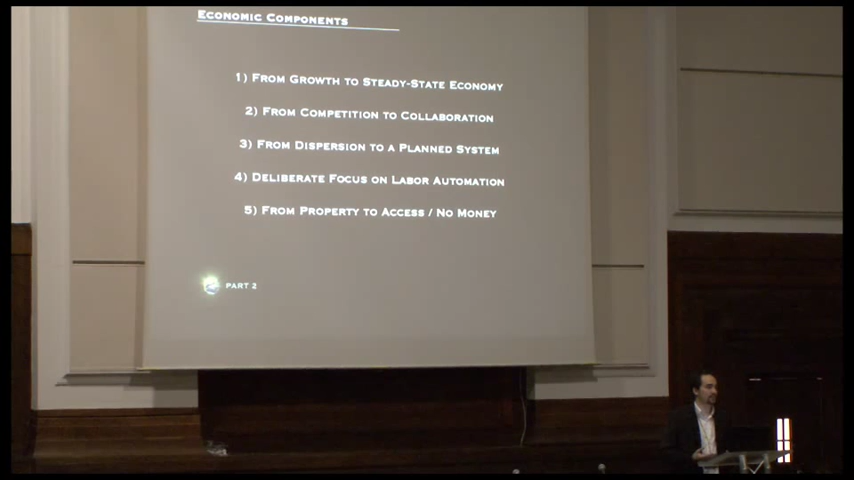 Economic Components
1) From Growth to Steady-State Economy
2) From Competition to Collaboration
3) From Dispersion to a Planned System
4) Deliberate Focus on Labor Automation
5) From Property to Access / No Money
PART 2